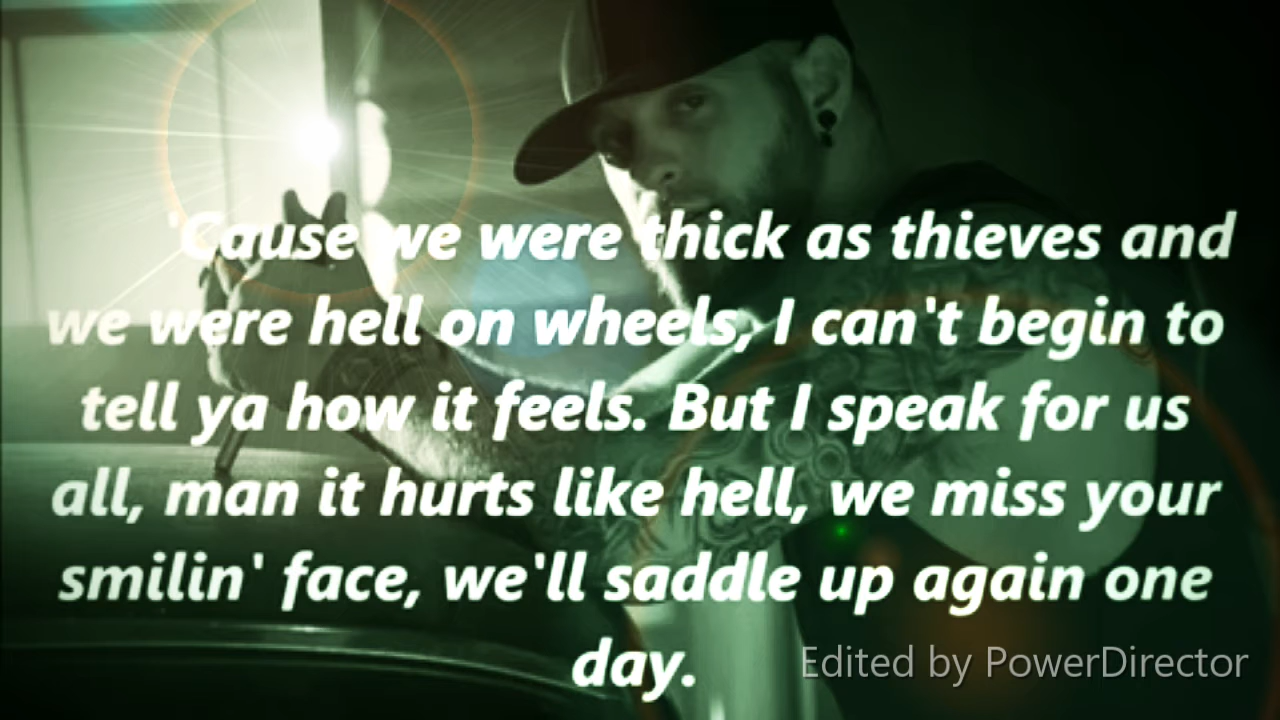 'Cause we were thick as thieves and
we were hell on wheels, I can't begin to
tell ya how it feels. But I speak for us
all, man it hurts like hell, we miss your
smilin' face, we'll saddle up again one
day.
Edited by PowerDirector